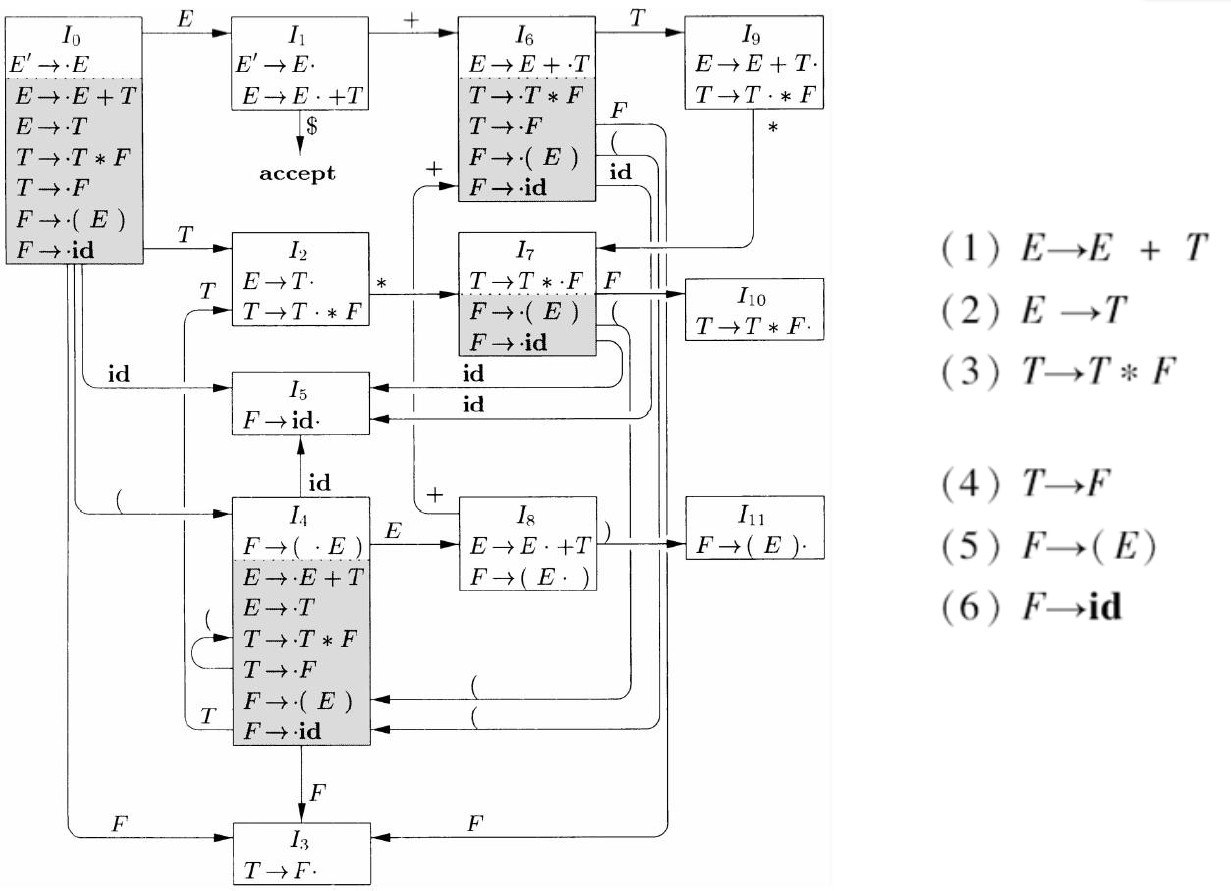 I0
E' → ·E
E → ·E + T
E → ·T
T → ·T * F
T → ·F
F → ·( E )
F → ·id
E
I1
E' → E·
E → E · +T
$
accept
+
I6
E → E + ·T
T → ·T * F
T → ·F
F → ·( E )
F → ·id
T
I9
E → E + T·
T → T · * F
*
F
(
id
+
T
I2
E → T·
T → T · * F
*
I7
T → T * ·F
F → ·( E )
F → ·id
F
(
I10
T → T * F·
T
id
I5
F → id·
id
id
id
(
I4
F → ( · E )
E → ·E + T
E → ·T
T → ·T * F
T → ·F
F → ·( E )
F → ·id
(
T
E
+
I8
E → E · +T
F → ( E · )
)
I11
F → ( E )·
(
(
F
F
I3
T → F·
F
(1) E→E + T
(2) E →T
(3) T→T * F
(4) T→F
(5) F→( E )
(6) F→id